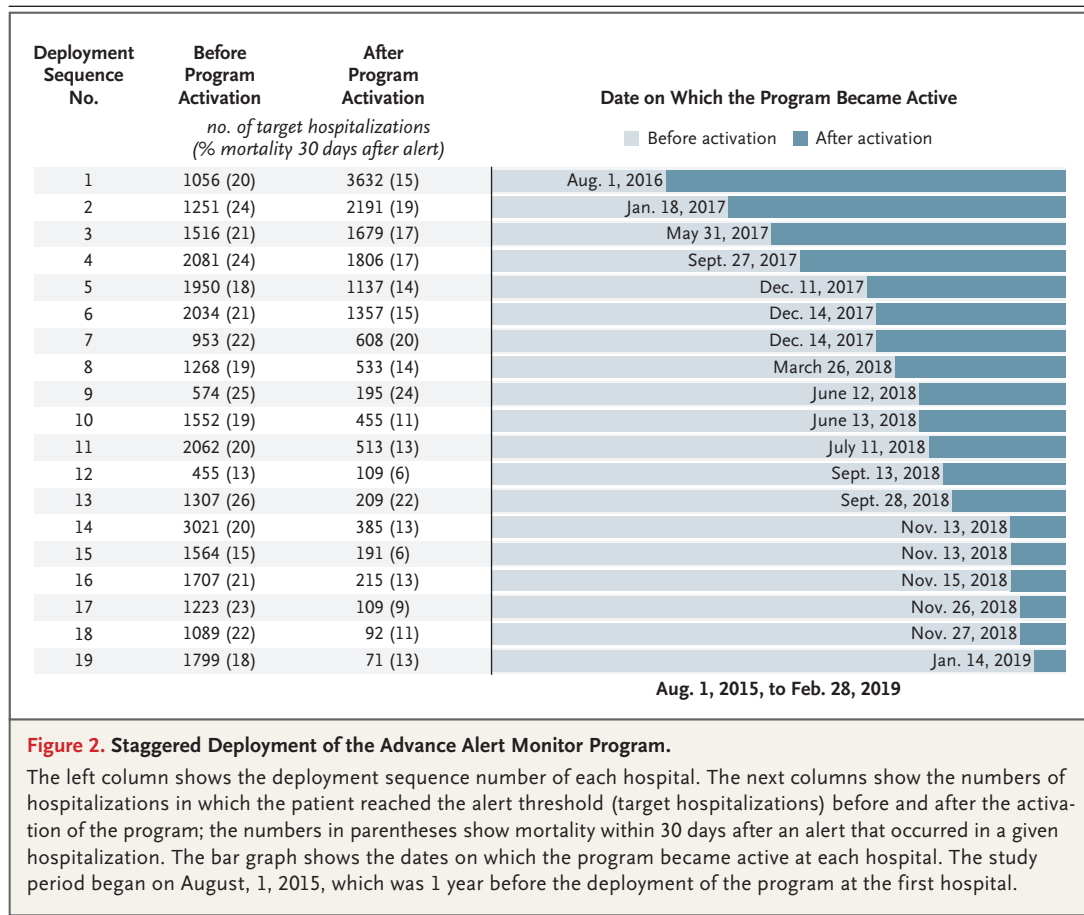 Deployment Sequence No. Before Program Activation After Program Activation Date on Which the Program Became Active
no. of target hospitalizations
(% mortality 30 days after alert)
Before activation After activation
1 1056 (20) 3632 (15) Aug. 1, 2016
2 1251 (24) 2191 (19) Jan. 18, 2017
3 1516 (21) 1679 (17) May 31, 2017
4 2081 (24) 1806 (17) Sept. 27, 2017
5 1950 (18) 1137 (14) Dec. 11, 2017
6 2034 (21) 1357 (15) Dec. 14, 2017
7 953 (22) 608 (20) Dec. 14, 2017
8 1268 (19) 533 (14) March 26, 2018
9 574 (25) 195 (24) June 12, 2018
10 1552 (19) 455 (11) June 13, 2018
11 2062 (20) 513 (13) July 11, 2018
12 455 (13) 109 (6) Sept. 13, 2018
13 1307 (26) 209 (22) Sept. 28, 2018
14 3021 (20) 385 (13) Nov. 13, 2018
15 1564 (15) 191 (6) Nov. 13, 2018
16 1707 (21) 215 (13) Nov. 15, 2018
17 1223 (23) 109 (9) Nov. 26, 2018
18 1089 (22) 92 (11) Nov. 27, 2018
19 1799 (18) 71 (13) Jan. 14, 2019
Aug. 1, 2015, to Feb. 28, 2019
Figure 2. Staggered Deployment of the Advance Alert Monitor Program.
The left column shows the deployment sequence number of each hospital. The next columns show the numbers of
hospitalizations in which the patient reached the alert threshold (target hospitalizations) before and after the activa-
tion of the program; the numbers in parentheses show mortality within 30 days after an alert that occurred in a given
hospitalization. The bar graph shows the dates on which the program became active at each hospital. The study
period began on August, 1, 2015, which was 1 year before the deployment of the program at the first hospital.